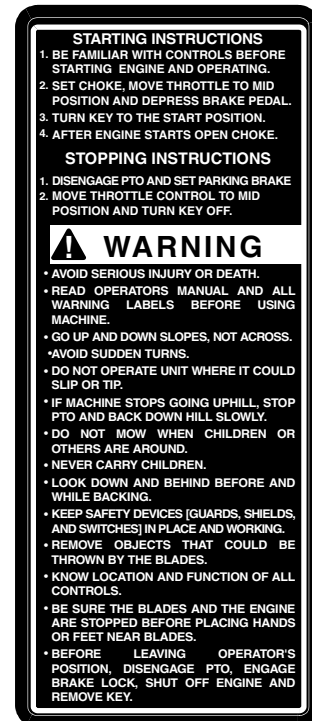 STARTING INSTRUCTIONS
1. BE FAMILIAR WITH CONTROLS BEFORE
STARTING ENGINE AND OPERATING.
2. SET CHOKE, MOVE THROTTLE TO MID
POSITION AND DEPRESS BRAKE PEDAL.
3. TURN KEY TO THE START POSITION.
4. AFTER ENGINE STARTS OPEN CHOKE.
STOPPING INSTRUCTIONS
1. DISENGAGE PTO AND SET PARKING BRAKE
2. MOVE THROTTLE CONTROL TO MID
POSITION AND TURN KEY OFF.
WARNING
• AVOID SERIOUS INJURY OR DEATH.
• READ OPERATORS MANUAL AND ALL
WARNING LABELS BEFORE USING
MACHINE.
• GO UP AND DOWN SLOPES, NOT ACROSS.
•AVOID SUDDEN TURNS.
• DO NOT OPERATE UNIT WHERE IT COULD
SLIP OR TIP.
• IF MACHINE STOPS GOING UPHILL, STOP
PTO AND BACK DOWN HILL SLOWLY.
• DO NOT MOW WHEN CHILDREN OR
OTHERS ARE AROUND.
• NEVER CARRY CHILDREN.
• LOOK DOWN AND BEHIND BEFORE AND
WHILE BACKING.
• KEEP SAFETY DEVICES [GUARDS, SHIELDS,
AND SWITCHES] IN PLACE AND WORKING.
• REMOVE OBJECTS THAT COULD BE
THROWN BY THE BLADES.
• KNOW LOCATION AND FUNCTION OF ALL
CONTROLS.
• BE SURE THE BLADES AND THE ENGINE
ARE STOPPED BEFORE PLACING HANDS
OR FEET NEAR BLADES.
• BEFORE LEAVING OPERATOR'S
POSITION, DISENGAGE PTO, ENGAGE
BRAKE LOCK, SHUT OFF ENGINE AND
REMOVE KEY.